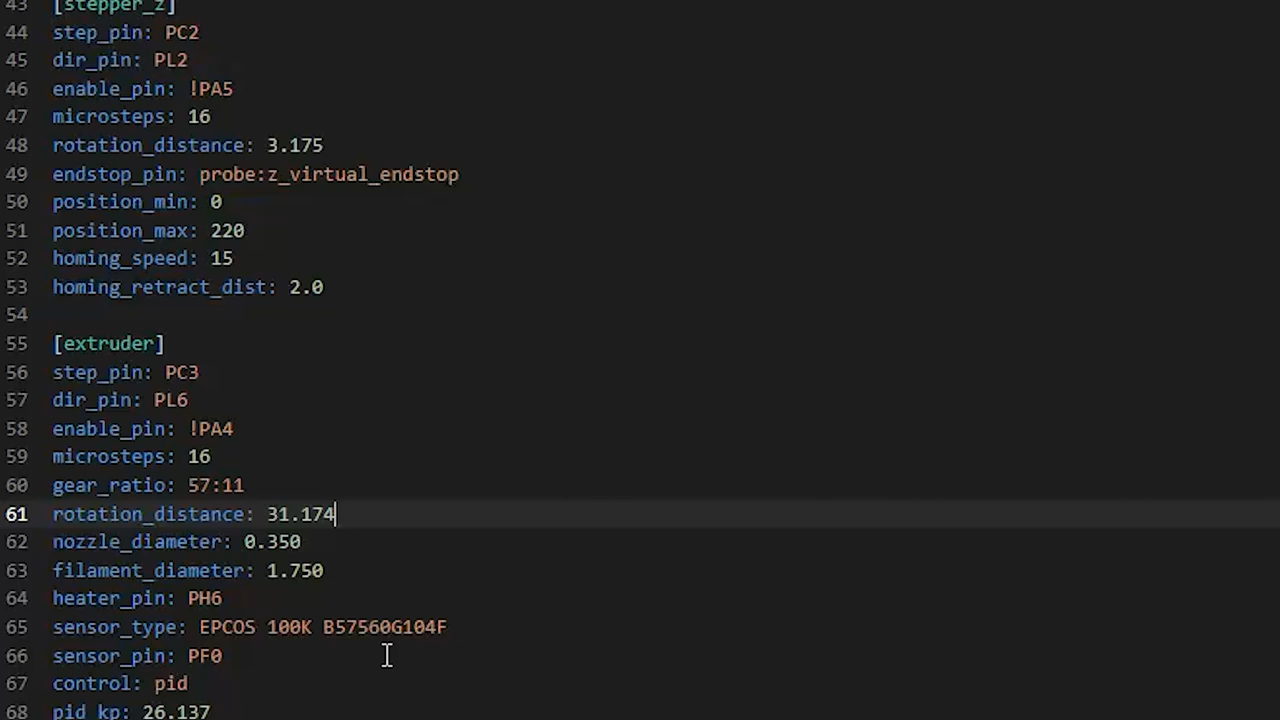 43 [stepper_z]
44 step_pin: PC2
45 dir_pin: PL2
46 enable_pin: !PA5
47 microsteps: 16
48 rotation_distance: 3.175
49 endstop_pin: probe:z_virtual_endstop
50 position_min: 0
51 position_max: 220
52 homing_speed: 15
53 homing_retract_dist: 2.0
54
55 [extruder]
56 step_pin: PC3
57 dir_pin: PL6
58 enable_pin: !PA4
59 microsteps: 16
60 gear_ratio: 57:11
61 rotation_distance: 31.174
62 nozzle_diameter: 0.350
63 filament_diameter: 1.750
64 heater_pin: PH6
65 sensor_type: EPCOS 100K B57560G104F
66 sensor_pin: PF0
67 control: pid
68 pid_kp: 26.137